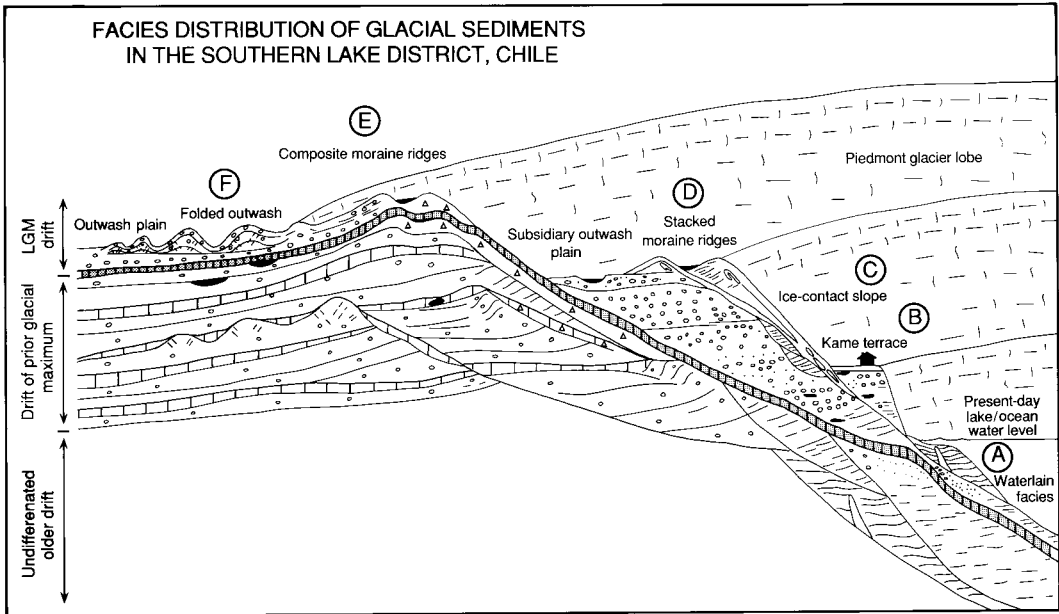 FACIES DISTRIBUTION OF GLACIAL SEDIMENTS
IN THE SOUTHERN LAKE DISTRICT, CHILE
E
Composite moraine ridges
Piedmont glacier lobe
F
Folded outwash
Outwash plain
D
Stacked
moraine ridges
Subsidiary outwash
plain
C
Ice-contact slope
B
Kame terrace
Present-day
lake/ocean
water level
A
Waterlain
facies
LGM
drift
Drift of prior glacial
maximum
Undifferenated
older drift